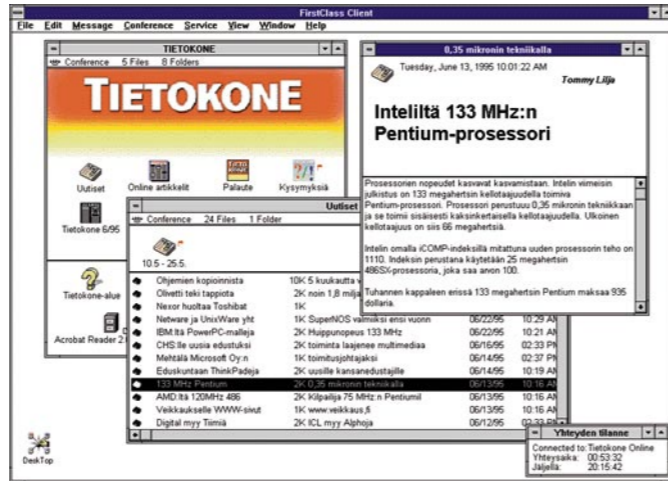 FirstClass Client
File Edit Message Conference Service View Window Help
TIETOKONE
Conference 5 Files 8 Folders
TIETOKONE
Uutiset Online artikkelit Palaute Kysymyksiä
Tietokone 6/95
Tietokone-alue
Acrobat Reader 2.
0,35 mikronin tekniikalla
Tuesday, June 13, 1995 10:01:22 AM
Tommy Lilja
Inteliltä 133 MHz:n
Pentium-prosessori
Prosessorien nopeudet kasvavat kasvamistaan. Intelin viimeisin
julkistus on 133 megahertsin kellotaajuudella toimiva
Pentium-prosessori. Prosessori perustuu 0,35 mikronin tekniikkaan
ja se toimii sisäisesti kaksinkertaisella kellotaajuudella. Ulkoinen
kellotaajuus on siis 66 megahertsiä.
Intelin omalla iCOMP-indeksillä mitattuna uuden prosessorin teho on
1110. Indeksin perustana käytetään 25 megahertsin
486SX-prosessoria, joka saa arvon 100.
Tuhannen kappaleen erissä 133 megahertsin Pentium maksaa 935
dollaria.
Uutiset
Conference 24 Files 1 Folder
10.5 - 25.5.
Ohjemien kopioinnista 10K 5 kuukautta v
Olivetti teki tappiota 2K noin 1,8 milja
Nexor huoltaa Toshibat 1K
Netware ja UnixWare yht 1K SuperNOS valmiiksi ensi vuonn 06/22/95 10:29 AM
IBM:ltä PowerPC-malleja 2K Huippunopeus 133 MHz 06/22/95 10:21 AM
CHS:lle uusia edustuksi 2K toiminta laajenee multimediaa 06/16/95 02:33 PM
Mehtälä Microsoft Oy:n 1K toimitusjohtajaksi 06/14/95 02:37 PM
Eduskuntaan ThinkPadeja 2K uusille kansanedustajille 06/14/95 10:19 AM
133 MHz Pentium 2K 0,35 mikronin tekniikalla 06/13/95 10:16 AM
AMD:ltä 120MHz 486 2K Kilpailija 75 MHz:n Pentiumil 06/13/95 10:16 AM
Veikkaukselle WWW-sivut 1K www.veikkaus.fi 06/13/95 10:16 AM
Digital myy Tiimiä 2K ICL myy Alphoja 06/12/95 02:33 PM
DeskTop
Yhteyden tilanne
Connected to: Tietokone Online
Yhteysaika: 00:53:32
Jäljellä: 20:15:42